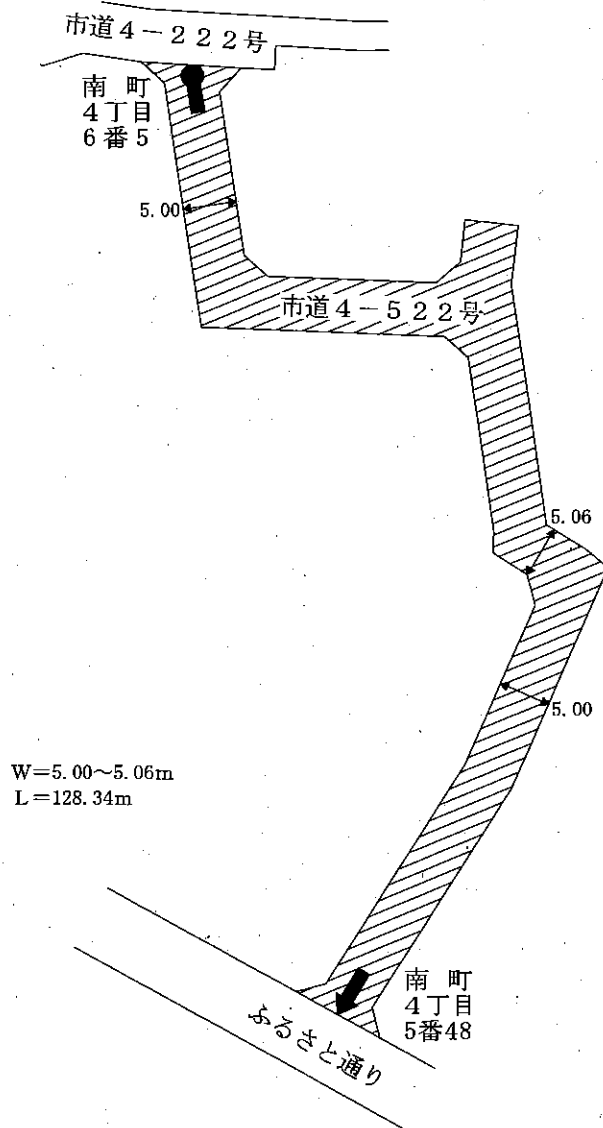 市道4-222号
南 町
4丁目
6番5
5.00
市道4-522号
5.06
5.00
W=5.00~5.06m
L=128.34m
南 町
4丁目
5番48
ふるさと通り